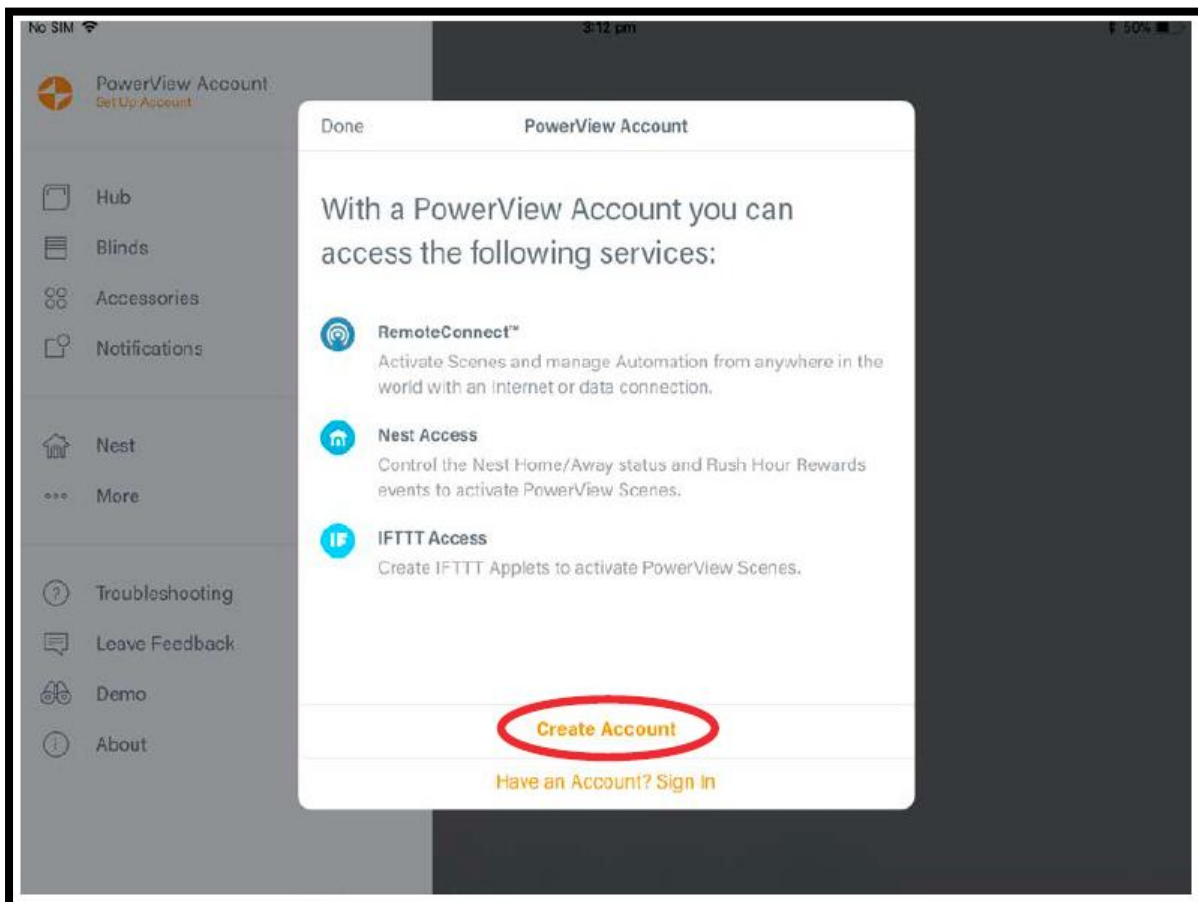 No SIM
3:12 pm
50%
PowerView Account
Set Up Account
Hub
Blinds
Accessories
Notifications
Nest
More
Troubleshooting
Leave Feedback
Demo
About
Done
PowerView Account
With a PowerView Account you can
access the following services:
RemoteConnect™
Activate Scenes and manage Automation from anywhere in the
world with an internet or data connection.
Nest Access
Control the Nest Home/Away status and Rush Hour Rewards
events to activate PowerView Scenes.
IF
IFTTT Access
Create IFTTT Applets to activate PowerView Scenes.
Create Account
Have an Account? Sign In